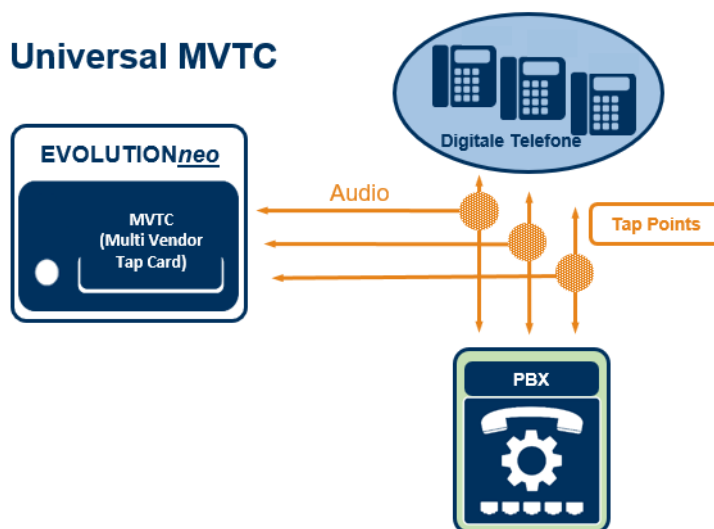 Universal MVTC
Digitale Telefone
EVOLUTIONneo
MVTC
(Multi Vendor
Tap Card)
Audio
Tap Points
PBX